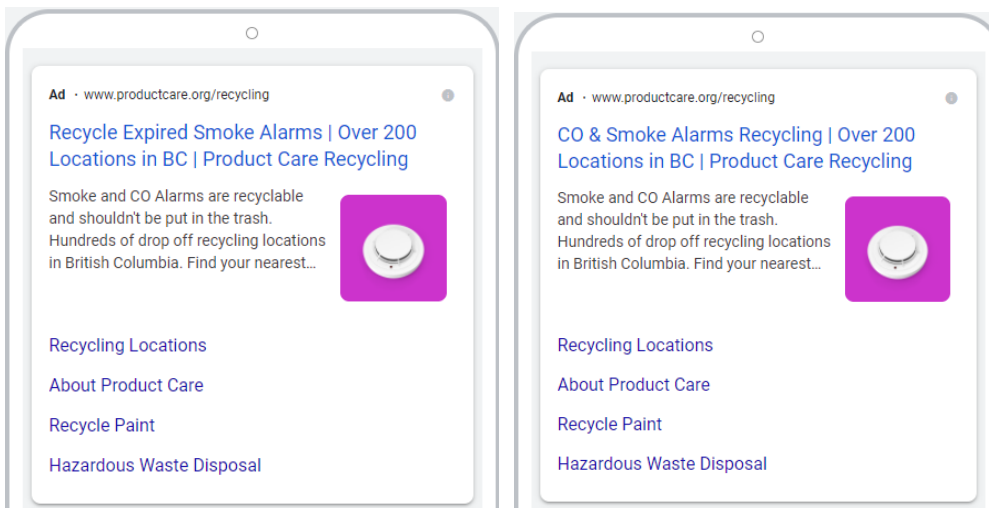 Ad · www.productcare.org/recycling
Recycle Expired Smoke Alarms | Over 200
Locations in BC | Product Care Recycling
Smoke and CO Alarms are recyclable
and shouldn't be put in the trash.
Hundreds of drop off recycling locations
in British Columbia. Find your nearest...
Recycling Locations
About Product Care
Recycle Paint
Hazardous Waste Disposal
Ad · www.productcare.org/recycling
CO & Smoke Alarms Recycling | Over 200
Locations in BC | Product Care Recycling
Smoke and CO Alarms are recyclable
and shouldn't be put in the trash.
Hundreds of drop off recycling locations
in British Columbia. Find your nearest...
Recycling Locations
About Product Care
Recycle Paint
Hazardous Waste Disposal